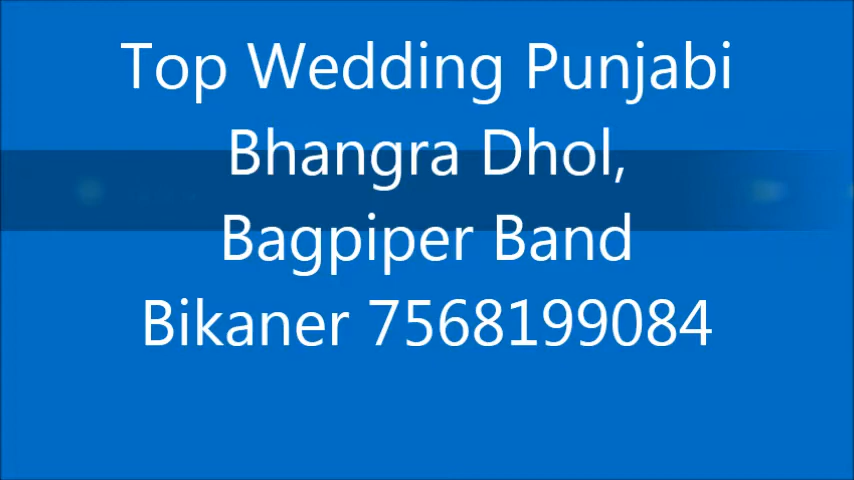 Top Wedding Punjabi
Bhangra Dhol,
Bagpiper Band
Bikaner 7568199084